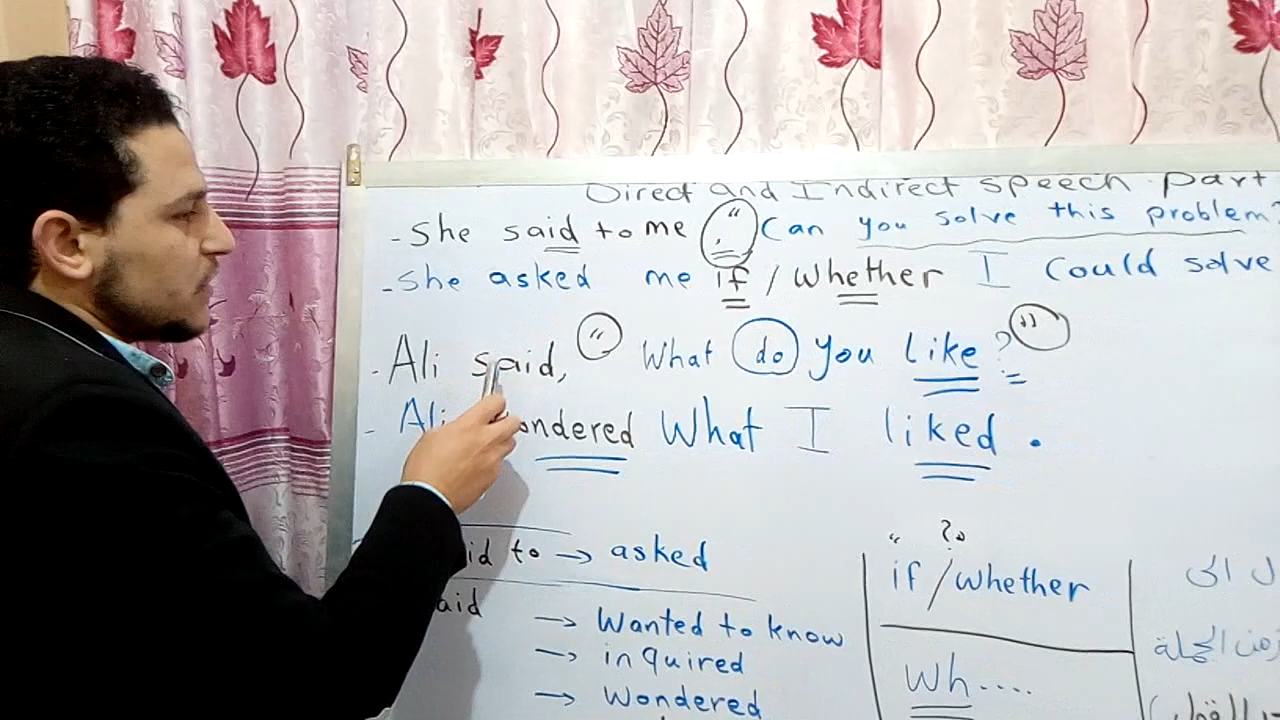 Direct and Indirect speech part
- She said to me , " Can you solve this problem?
- She asked me if / whether I could solve
- Ali said, " What do you like? "
- Ali wondered What I liked .
said to → asked
said → Wanted to know
→ inquired
→ Wondered
" ?
if / whether
Wh....